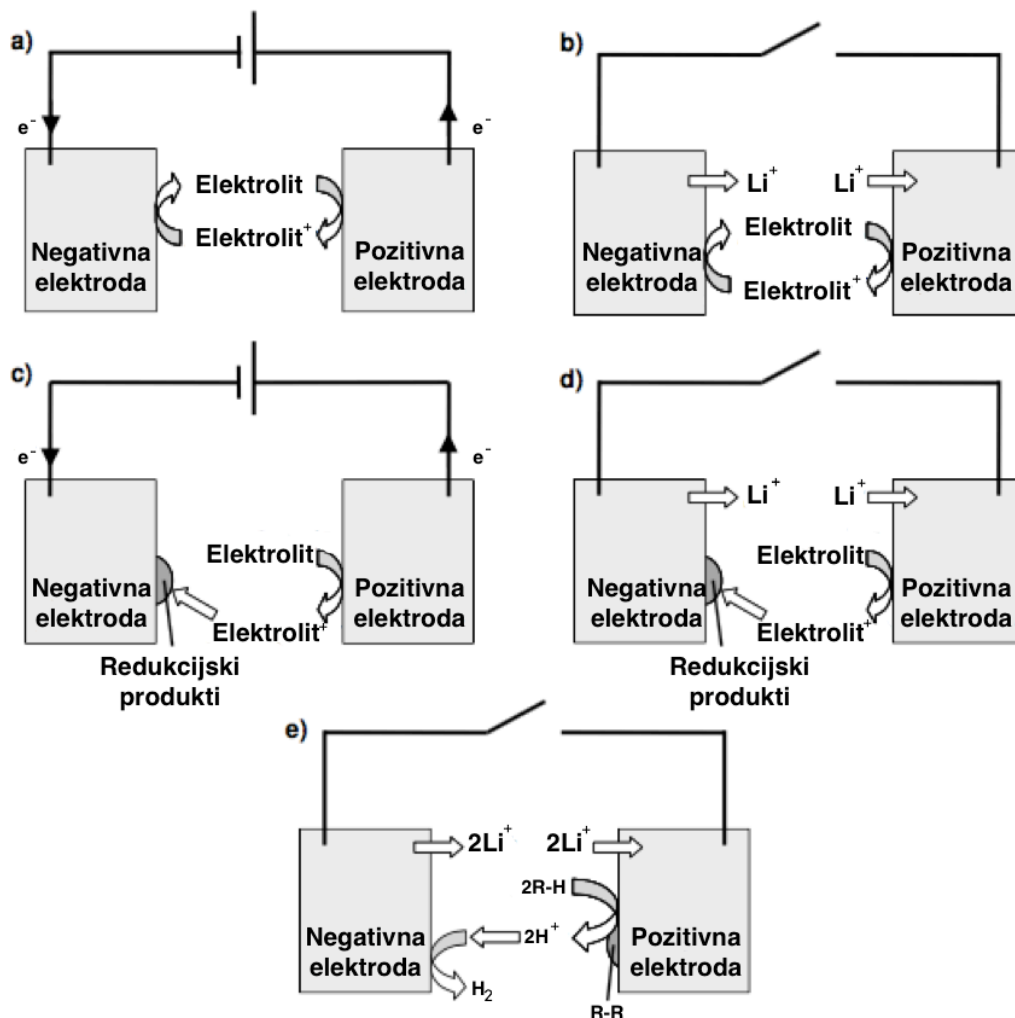 a)
e⁻
e⁻
Elektrolit
Elektrolit⁺
Negativna
elektroda
Pozitivna
elektroda
b)
Li⁺
Li⁺
Elektrolit
Elektrolit⁺
Negativna
elektroda
Pozitivna
elektroda
c)
e⁻
e⁻
Elektrolit
Negativna
elektroda
Pozitivna
elektroda
Elektrolit⁺
Redukcijski
produkti
d)
Li⁺
Li⁺
Elektrolit
Negativna
elektroda
Pozitivna
elektroda
Elektrolit⁺
Redukcijski
produkti
e)
2Li⁺
2Li⁺
2R-H
Negativna
elektroda
2H⁺
Pozitivna
elektroda
H₂
R-R